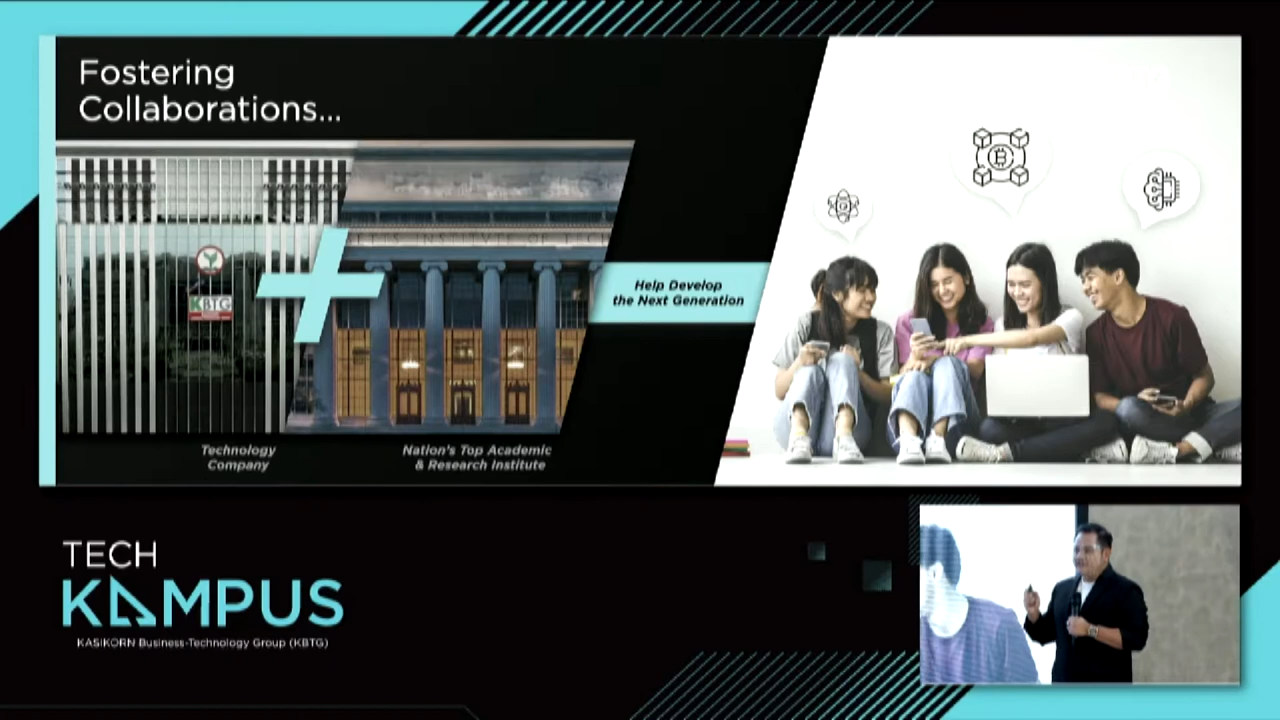 Fostering
Collaborations...
KBTG
Help Develop
the Next Generation
Technology
Company
Nation's Top Academic
& Research Institute
TECH
KAMPUS
KASIKORN Business-Technology Group (KBTG)